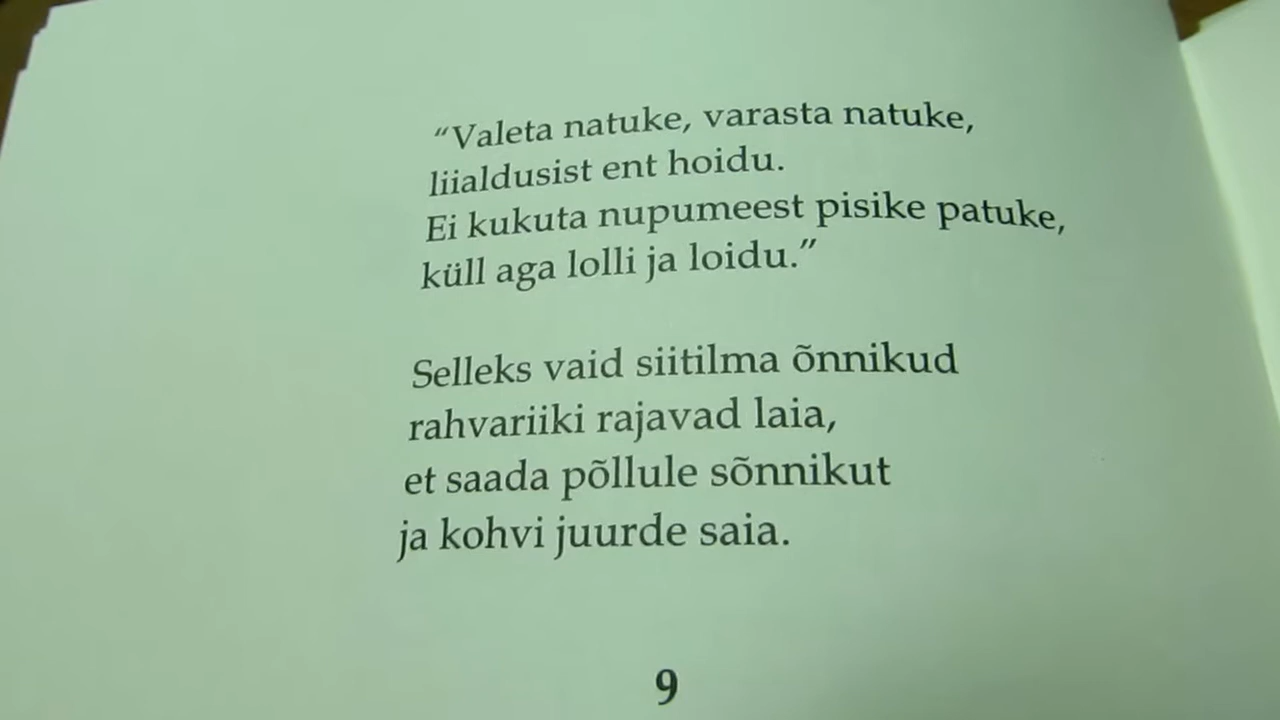 “Valeta natuke, varasta natuke,
liialdusist ent hoidu.
Ei kukuta nupumeest pisike patuke,
küll aga lolli ja loidu.”
Selleks vaid siitilma õnnikud
rahvariiki rajavad laia,
et saada põllule sõnnikut
ja kohvi juurde saia.
9